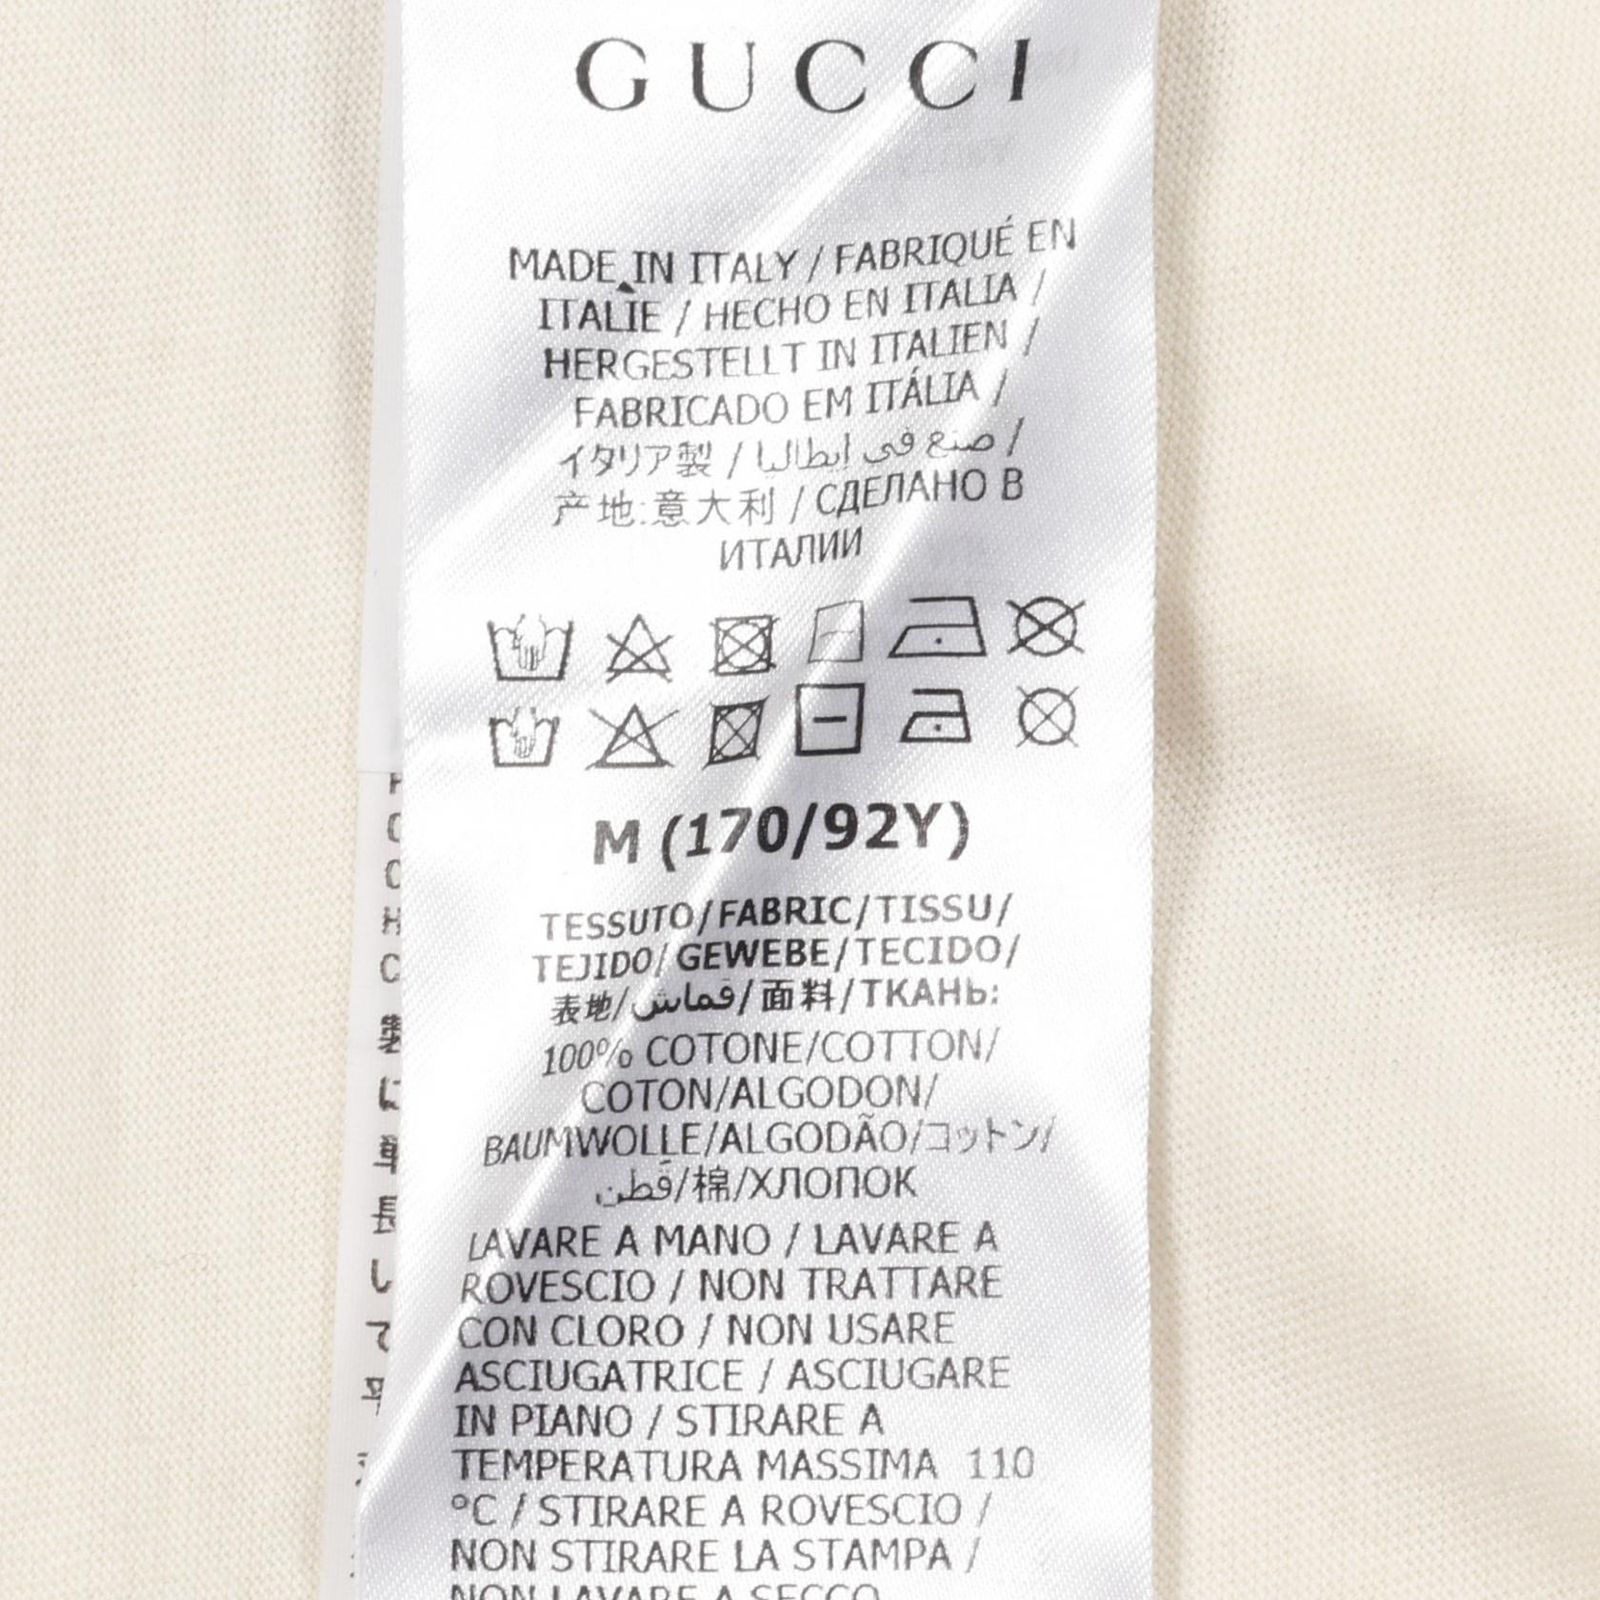 GUCCI
MADE IN ITALY / FABRIQUÉ EN
ITALIE / HECHO EN ITALIA /
HERGESTELLT IN ITALIEN /
FABRICADO EM ITÁLIA /
イタリア製 / صنع في إيطاليا /
产地:意大利 / СДЕЛАНО В
ИТАЛИИ
M (170/92Y)
TESSUTO/FABRIC/TISSU/
TEJIDO/GEWEBE/TECIDO/
表地/قماش/面料/ТКАНЬ:
100% COTONE/COTTON/
COTON/ALGODON/
BAUMWOLLE/ALGODÃO/コットン/
قطن/棉/ХЛОПОК
LAVARE A MANO / LAVARE A
ROVESCIO / NON TRATTARE
CON CLORO / NON USARE
ASCIUGATRICE / ASCIUGARE
IN PIANO / STIRARE A
TEMPERATURA MASSIMA 110
°C / STIRARE A ROVESCIO /
NON STIRARE LA STAMPA /
NON LAVARE A SECCO